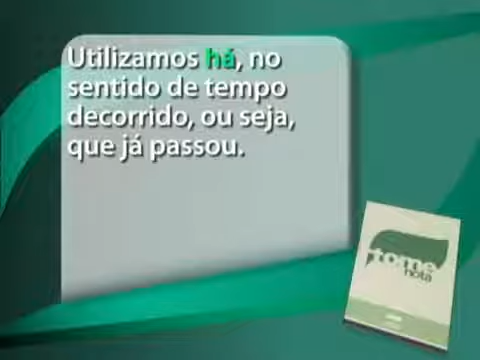 Utilizamos há, no
sentido de tempo
decorrido, ou seja,
que já passou.
tome
nota